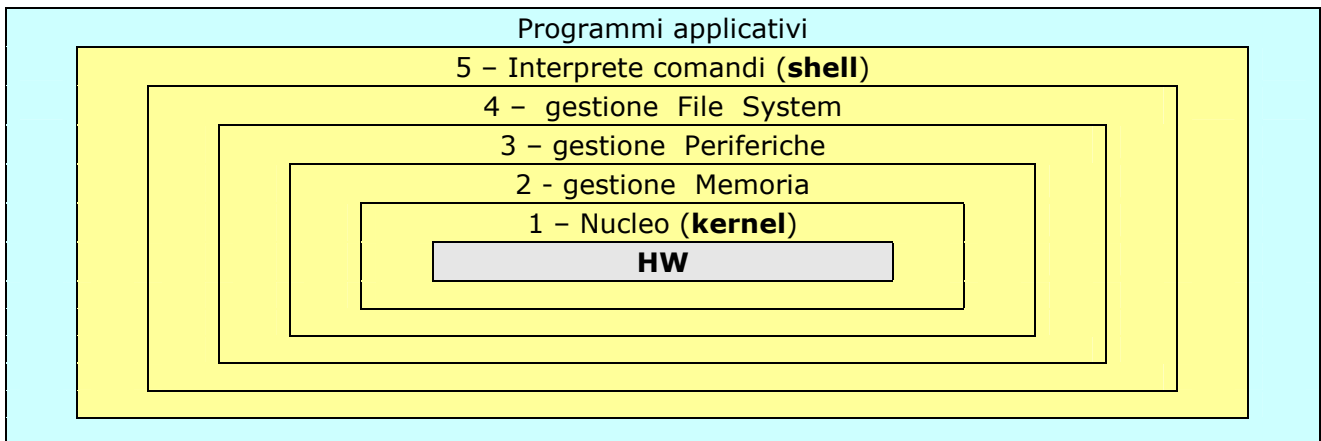 Programmi applicativi
5 – Interprete comandi (shell)
4 – gestione File System
3 – gestione Periferiche
2 - gestione Memoria
1 – Nucleo (kernel)
HW